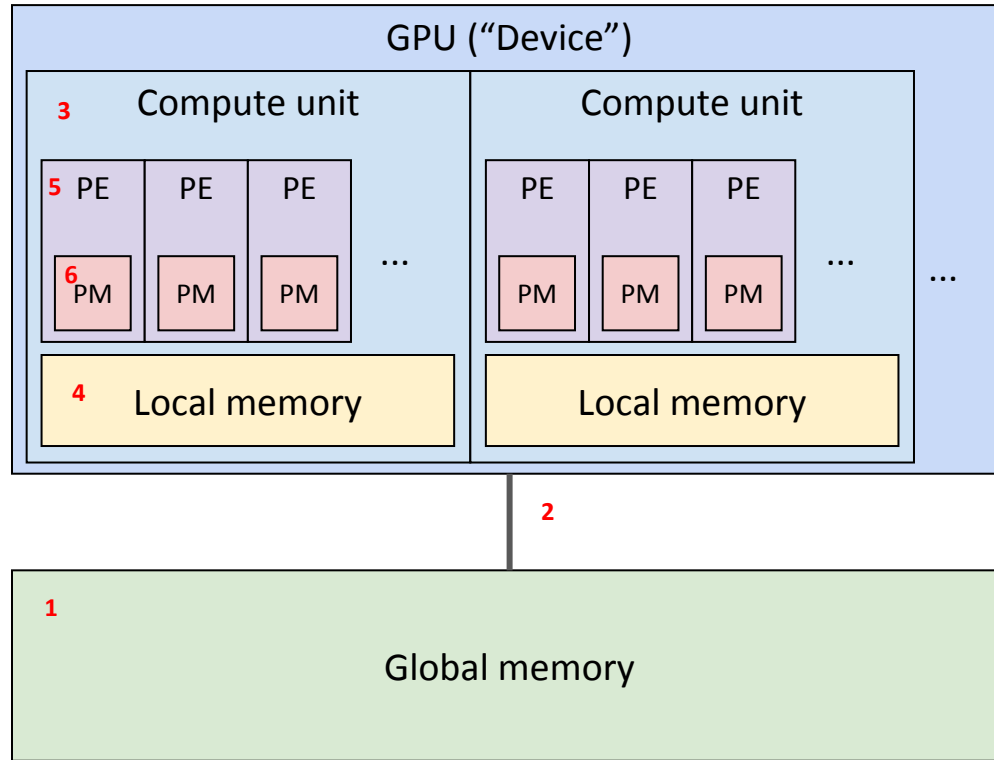 GPU (“Device”)
3
Compute unit
Compute unit
5
PE
PE
PE
PE
PE
PE
...
...
...
6
PM
PM
PM
PM
PM
PM
4
Local memory
Local memory
2
1
Global memory